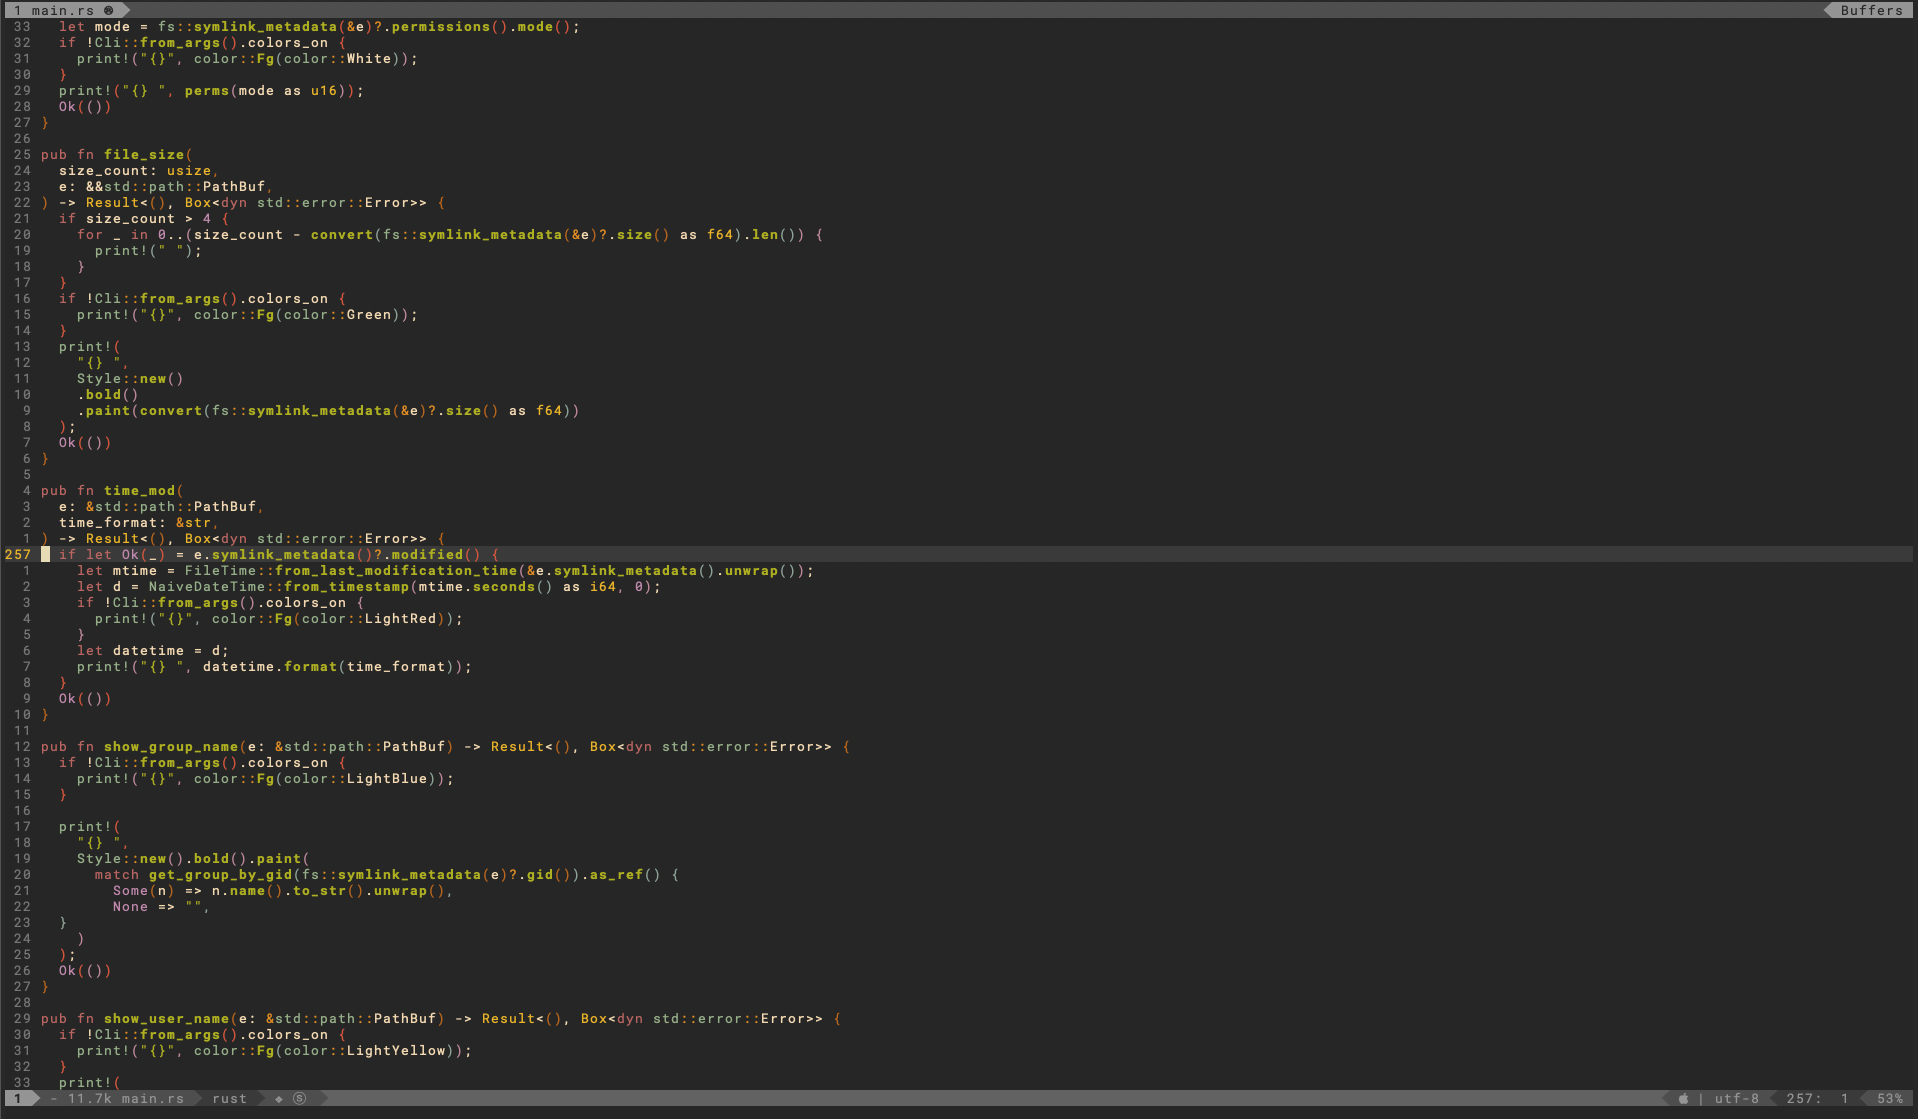 1 main.rs Buffers
33   let mode = fs::symlink_metadata(&e)?.permissions().mode();
32   if !Cli::from_args().colors_on {
31     print!("{}", color::Fg(color::White));
30   }
29   print!("{} ", perms(mode as u16));
28   Ok(())
27 }
26
25 pub fn file_size(
24   size_count: usize,
23   e: &&std::path::PathBuf,
22 ) -> Result<(), Box<dyn std::error::Error>> {
21   if size_count > 4 {
20     for _ in 0..(size_count - convert(fs::symlink_metadata(&e)?.size() as f64).len()) {
19       print!(" ");
18     }
17   }
16   if !Cli::from_args().colors_on {
15     print!("{}", color::Fg(color::Green));
14   }
13   print!(
12     "{} ",
11     Style::new()
10     .bold()
9     .paint(convert(fs::symlink_metadata(&e)?.size() as f64))
8   );
7   Ok(())
6 }
5
4 pub fn time_mod(
3   e: &std::path::PathBuf,
2   time_format: &str,
1 ) -> Result<(), Box<dyn std::error::Error>> {
257   if let Ok(_) = e.symlink_metadata()?.modified() {
1     let mtime = FileTime::from_last_modification_time(&e.symlink_metadata().unwrap());
2     let d = NaiveDateTime::from_timestamp(mtime.seconds() as i64, 0);
3     if !Cli::from_args().colors_on {
4       print!("{}", color::Fg(color::LightRed));
5     }
6     let datetime = d;
7     print!("{} ", datetime.format(time_format));
8   }
9   Ok(())
10 }
11
12 pub fn show_group_name(e: &std::path::PathBuf) -> Result<(), Box<dyn std::error::Error>> {
13   if !Cli::from_args().colors_on {
14     print!("{}", color::Fg(color::LightBlue));
15   }
16
17   print!(
18     "{} ",
19     Style::new().bold().paint(
20       match get_group_by_gid(fs::symlink_metadata(e)?.gid()).as_ref() {
21         Some(n) => n.name().to_str().unwrap(),
22         None => "",
23   }
24     )
25   );
26   Ok(())
27 }
28
29 pub fn show_user_name(e: &std::path::PathBuf) -> Result<(), Box<dyn std::error::Error>> {
30   if !Cli::from_args().colors_on {
31     print!("{}", color::Fg(color::LightYellow));
32   }
33   print!(
1 - 11.7k main.rs rust ◆ Ⓢ | utf-8 257: 1 53%